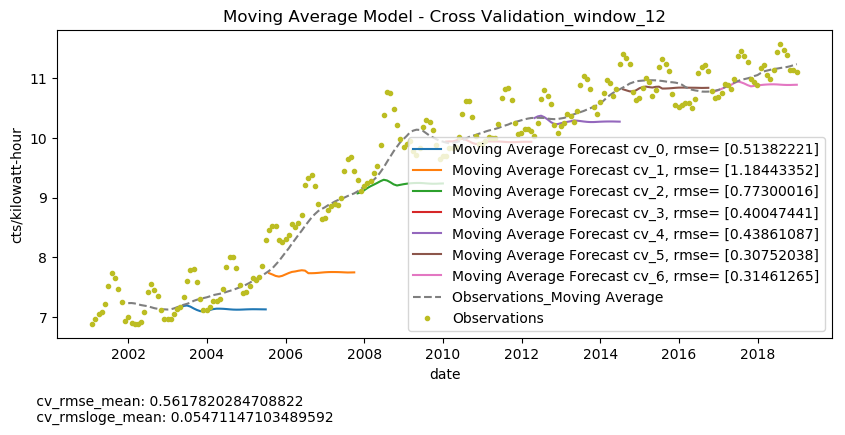 Moving Average Model - Cross Validation_window_12
cts/kilowatt-hour
11
10
9
8
7
Moving Average Forecast cv_0, rmse= [0.51382221]
Moving Average Forecast cv_1, rmse= [1.18443352]
Moving Average Forecast cv_2, rmse= [0.77300016]
Moving Average Forecast cv_3, rmse= [0.40047441]
Moving Average Forecast cv_4, rmse= [0.43861087]
Moving Average Forecast cv_5, rmse= [0.30752038]
Moving Average Forecast cv_6, rmse= [0.31461265]
Observations_Moving Average
Observations
2002 2004 2006 2008 2010 2012 2014 2016 2018
date
cv_rmse_mean: 0.5617820284708822
cv_rmsloge_mean: 0.05471147103489592